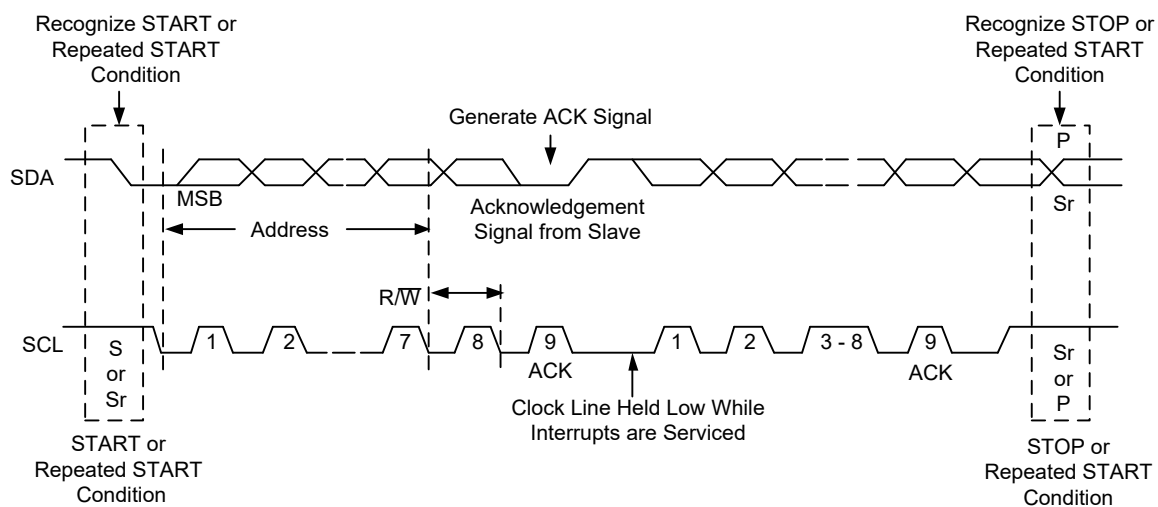 Recognize START or
Repeated START
Condition
Recognize STOP or
Repeated START
Condition
Generate ACK Signal
P
SDA
MSB
Sr
Acknowledgement
Signal from Slave
Address
R/W̅
SCL
S
or
Sr
1
2
7
8
9
ACK
1
2
3 - 8
9
ACK
Sr
or
P
Clock Line Held Low While
Interrupts are Serviced
START or
Repeated START
Condition
STOP or
Repeated START
Condition